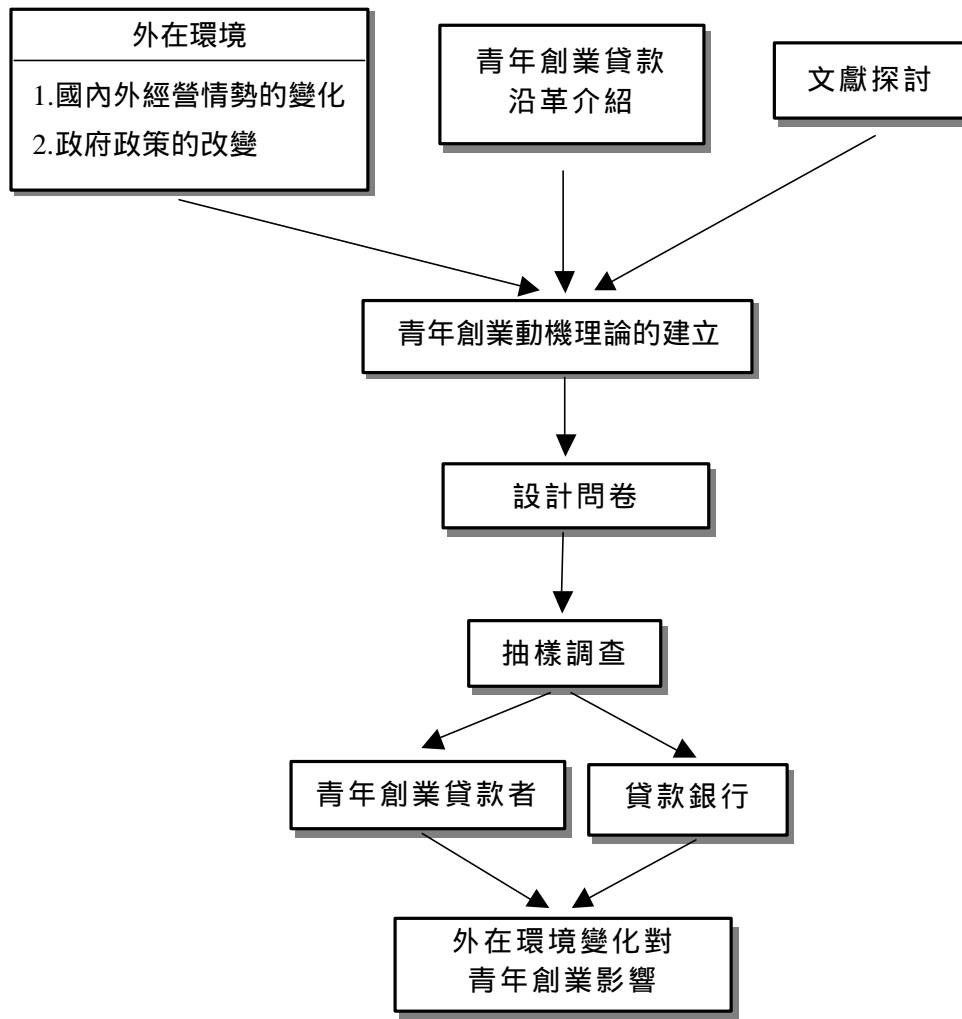 外在環境
1.國內外經營情勢的變化
2.政府政策的改變
青年創業貸款
沿革介紹
文獻探討
青年創業動機理論的建立
設計問卷
抽樣調查
青年創業貸款者
貸款銀行
外在環境變化對
青年創業影響